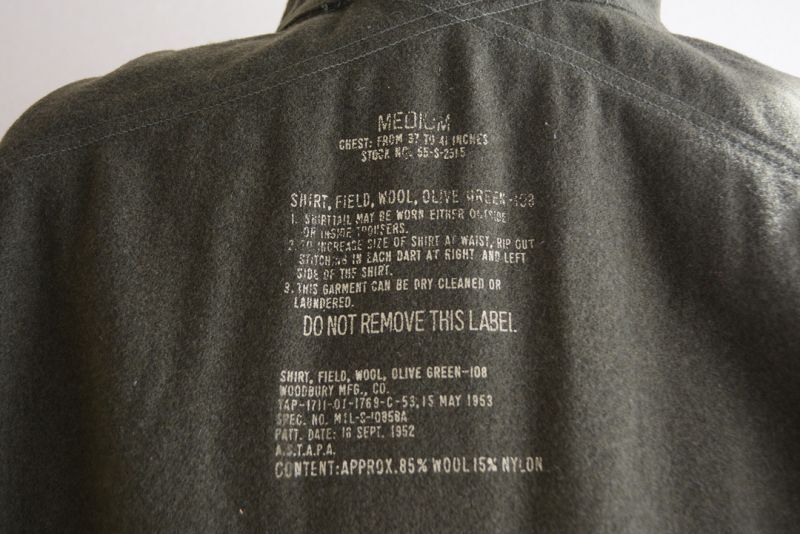 MEDIUM
CHEST: FROM 37 TO 41 INCHES
STOCK NO. 55-S-2515
SHIRT, FIELD, WOOL, OLIVE GREEN-108
1. SHIRTTAIL MAY BE WORN EITHER OUTSIDE
OR INSIDE TROUSERS.
2. TO INCREASE SIZE OF SHIRT AT WAIST, RIP OUT
STITCHING IN EACH DART AT RIGHT AND LEFT
SIDE OF THE SHIRT.
3. THIS GARMENT CAN BE DRY CLEANED OR
LAUNDERED.
DO NOT REMOVE THIS LABEL
SHIRT, FIELD, WOOL, OLIVE GREEN-108
WOODBURY MFG., CO.
TAP-1711-OI-1769-C-53, 15 MAY 1953
SPEC. NO. MIL-S-10858A
PATT. DATE: 18 SEPT. 1952
A.S.T.A.P.A.
CONTENT: APPROX. 85% WOOL 15% NYLON